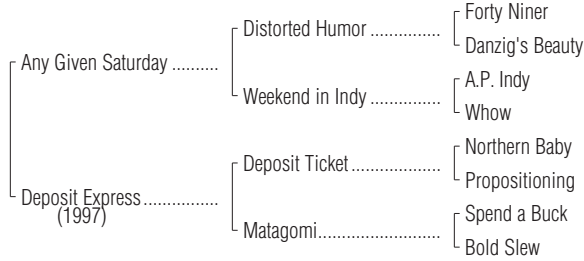 Forty Niner
Distorted Humor ................
Danzig's Beauty
Any Given Saturday ..........
A.P. Indy
Weekend in Indy ................
Whow
Northern Baby
Deposit Ticket .....................
Propositioning
Deposit Express .................
(1997)
Spend a Buck
Matagomi.............................
Bold Slew